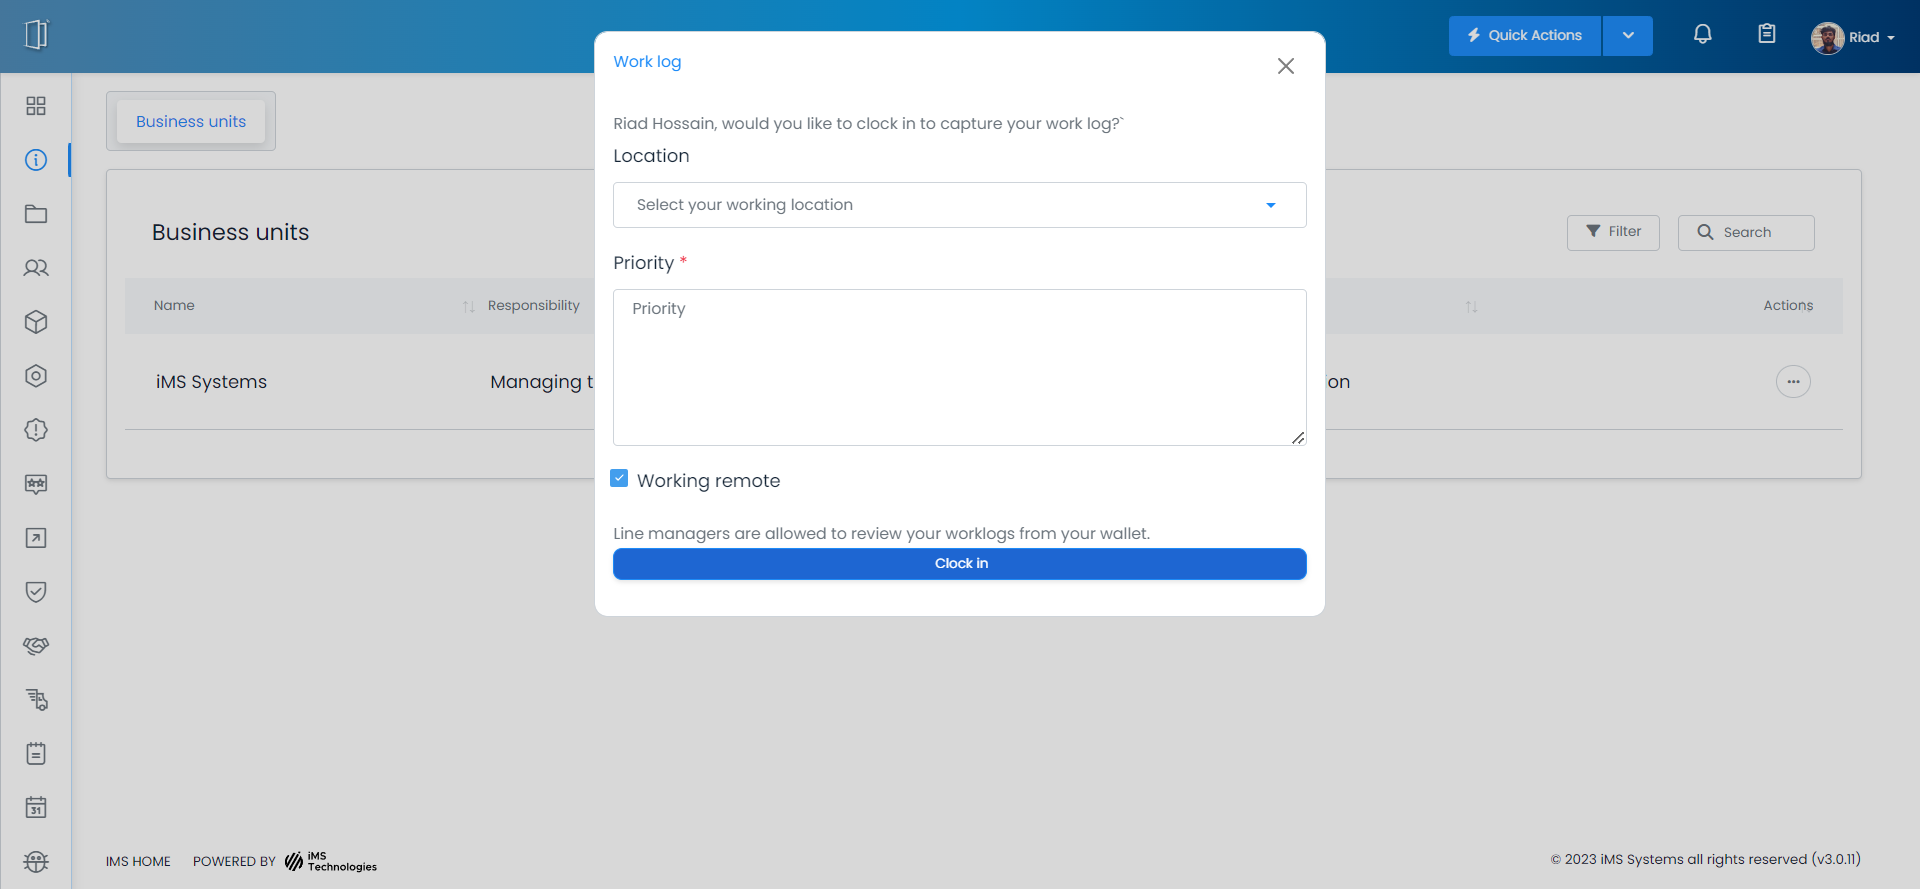 Quick Actions
Riad
Work log
Riad Hossain, would you like to clock in to capture your work log?`
Location
Select your working location
Priority *
Priority
Working remote
Line managers are allowed to review your worklogs from your wallet.
Clock in
Business units
Business units
Filter
Search
Name
Responsibility
Actions
iMS Systems
Managing t
on
31
IMS HOME
POWERED BY
iMS
Technologies
© 2023 iMS Systems all rights reserved (v3.0.11)